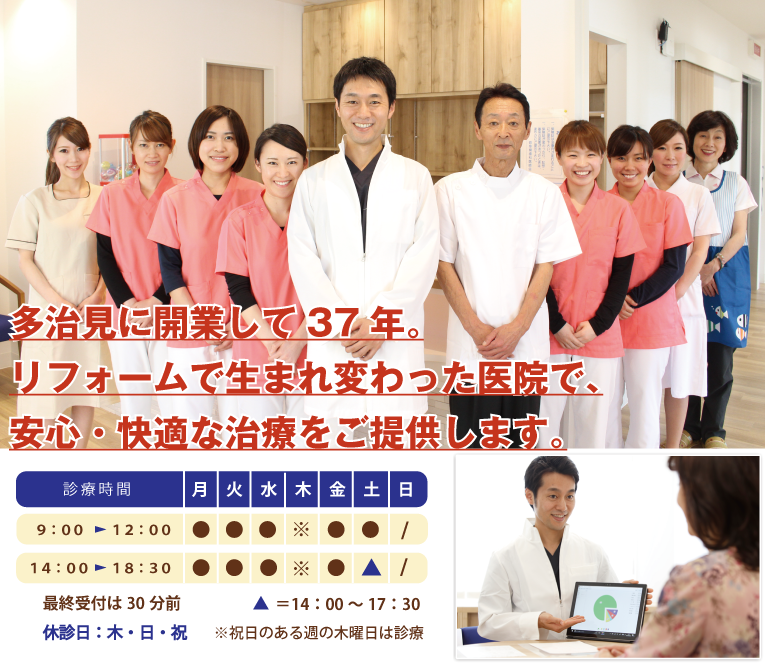 多治見に開業して37年。
リフォームで生まれ変わった医院で、
安心・快適な治療をご提供します。
診療時間 月 火 水 木 金 土 日
9:00 ► 12:00 ● ● ● ※ ● ● /
14:00 ► 18:30 ● ● ● ※ ● ▲ /
最終受付は30分前 ▲ =14:00 〜 17:30
休診日:木・日・祝 ※祝日のある週の木曜日は診療